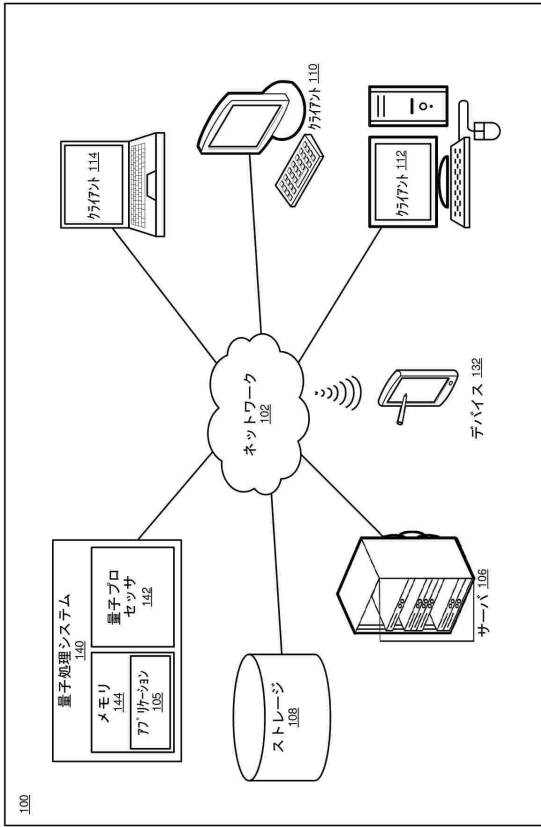 100
量子処理システム
140
メモリ
144
アプリケーション
105
量子プロ
セッサ
142
ストレージ
108
サーバ 106
ネットワーク
102
デバイス 132
クライアント 114
クライアント 110
クライアント 112